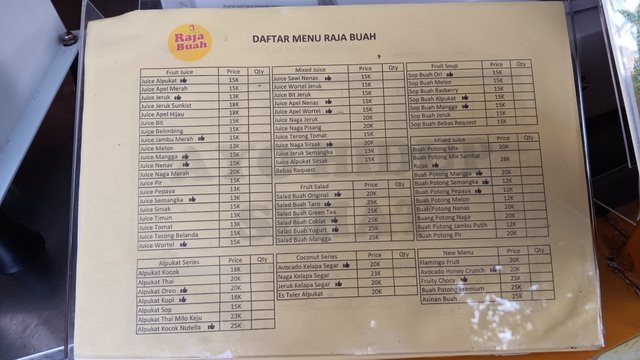 Raja
Buah
DAFTAR MENU RAJA BUAH
Fruit Juice Price Qty
Juice Alpukat 15K
Juice Apel Merah 15K
Juice Jeruk 13K
Juice Jeruk Sunkist 18K
Juice Apel Hijau 18K
Juice Bit 15K
Juice Belimbing 15K
Juice Jambu Merah 15K
Juice Melon 13K
Juice Mangga 15K
Juice Nenas 15K
Juice Naga Merah 20K
Juice Pir 15K
Juice Pepaya 13K
Juice Semangka 13K
Juice Sirsak 15K
Juice Timun 13K
Juice Tomat 13K
Juice Terong Belanda 15K
Juice Wortel 15K
Mixed Juice Price Qty
Juice Sawi Nenas 15K
Juice Wortel Jeruk 15K
Juice Bit Jeruk 15K
Juice Apel Nenas 15K
Juice Apel Wortel 15K
Juice Naga Jeruk 20K
Juice Naga Pisang 20K
Juice Terong Tomat 15K
Juice Naga Sirsak 20K
Juice Jeruk Semangka 13K
Juice Alpukat Sirsak 15K
Bebas Request
Fruit Soup Price Qty
Sop Buah Ori 15K
Sop Buah Melon 15K
Sop Buah Rasberry 15K
Sop Buah Alpukat 15K
Sop Buah Mangga 15K
Sop Buah Jeruk 15K
Sop Buah Bebas Request 15K
Mixed Juice Price Qty
Buah Potong Mix 20K
Buah Potong Mix Sambal
Rujak 28K
Buah Potong Mangga 20K
Buah Potong Semangka 12K
Buah Potong Pepaya 12K
Buah Potong Melon 12K
Buah Potong Nenas 20K
Buang Potong Naga 20K
Buah Potong Jambu Putih 12K
Buah Potong Pir 20K
Fruit Salad Price Qty
Salad Buah Original 20K
Salad Buah Taro 25K
Salad Buah Green Tea 25K
Salad Buah Coklat 25K
Salad Buah Yogurt 25K
Salad Buah Mangga 25K
Alpukat Series Price Qty
Alpukat Kocok 18K
Alpukat Thai 20K
Alpukat Oreo 20K
Alpukat Kopi 18K
Alpukat Sop 15K
Alpukat Thai Milo Keju 23K
Alpukat Kocok Nutella 25K
Coconut Series Price Qty
Avocado Kelapa Segar 20K
Naga Kelapa Segar 23K
Jeruk Kelapa Segar 20K
Es Teler Alpukat 20K
New Menu Price Qty
Flamingo Fruit 20K
Avocado Honey Crunch 20K
Fruity Chocy 25K
Buah Potong Premium 25K
Asinan Buah 25K